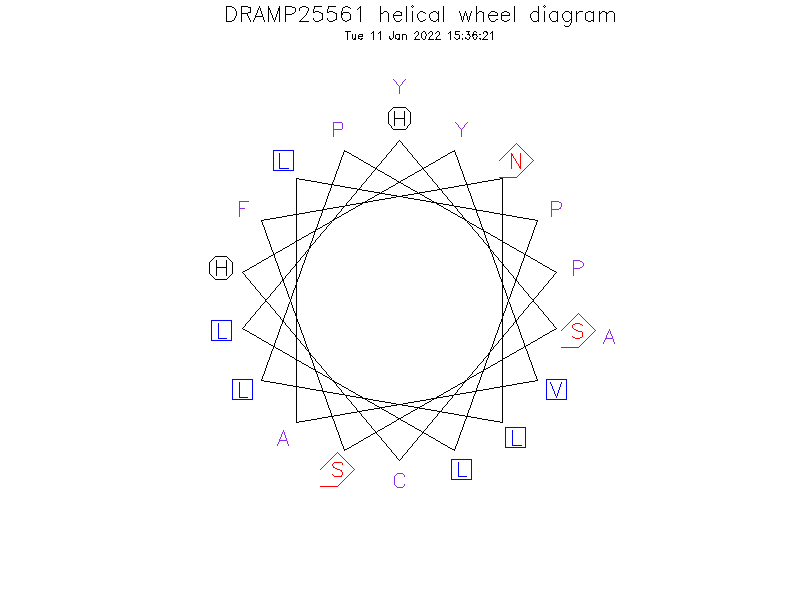 DRAMP25561 helical wheel diagram
Tue 11 Jan 2022 15:36:21
Y
H
P Y
L N
F P
H P
L S A
L V
A L
S L
C